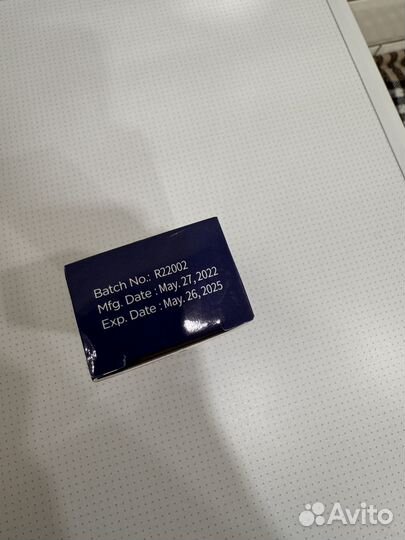 Batch No.: R22002
Mfg. Date : May. 27, 2022
Exp. Date : May. 26, 2025
Avito